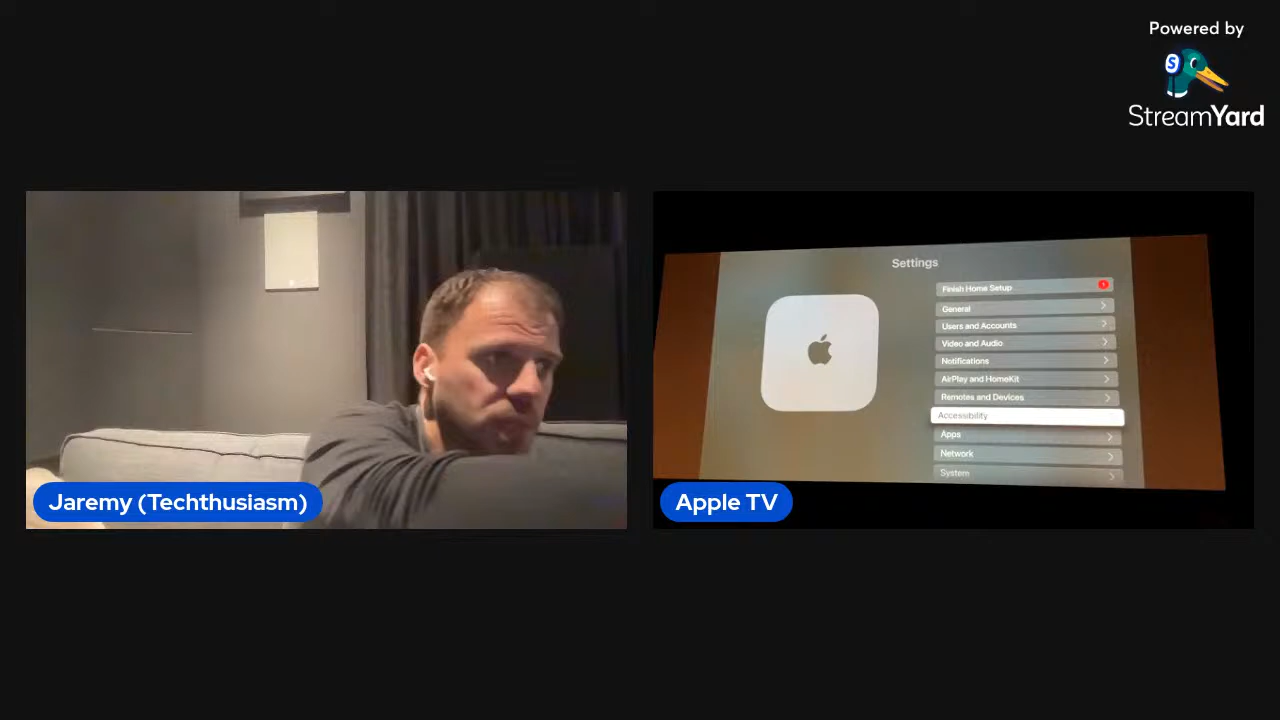 Powered by
S
StreamYard
Settings
Finish Home Setup
General
Users and Accounts
Video and Audio
Notifications
AirPlay and HomeKit
Remotes and Devices
Accessibility
Apps
Network
System
Jaremy (Techthusiasm)
Apple TV